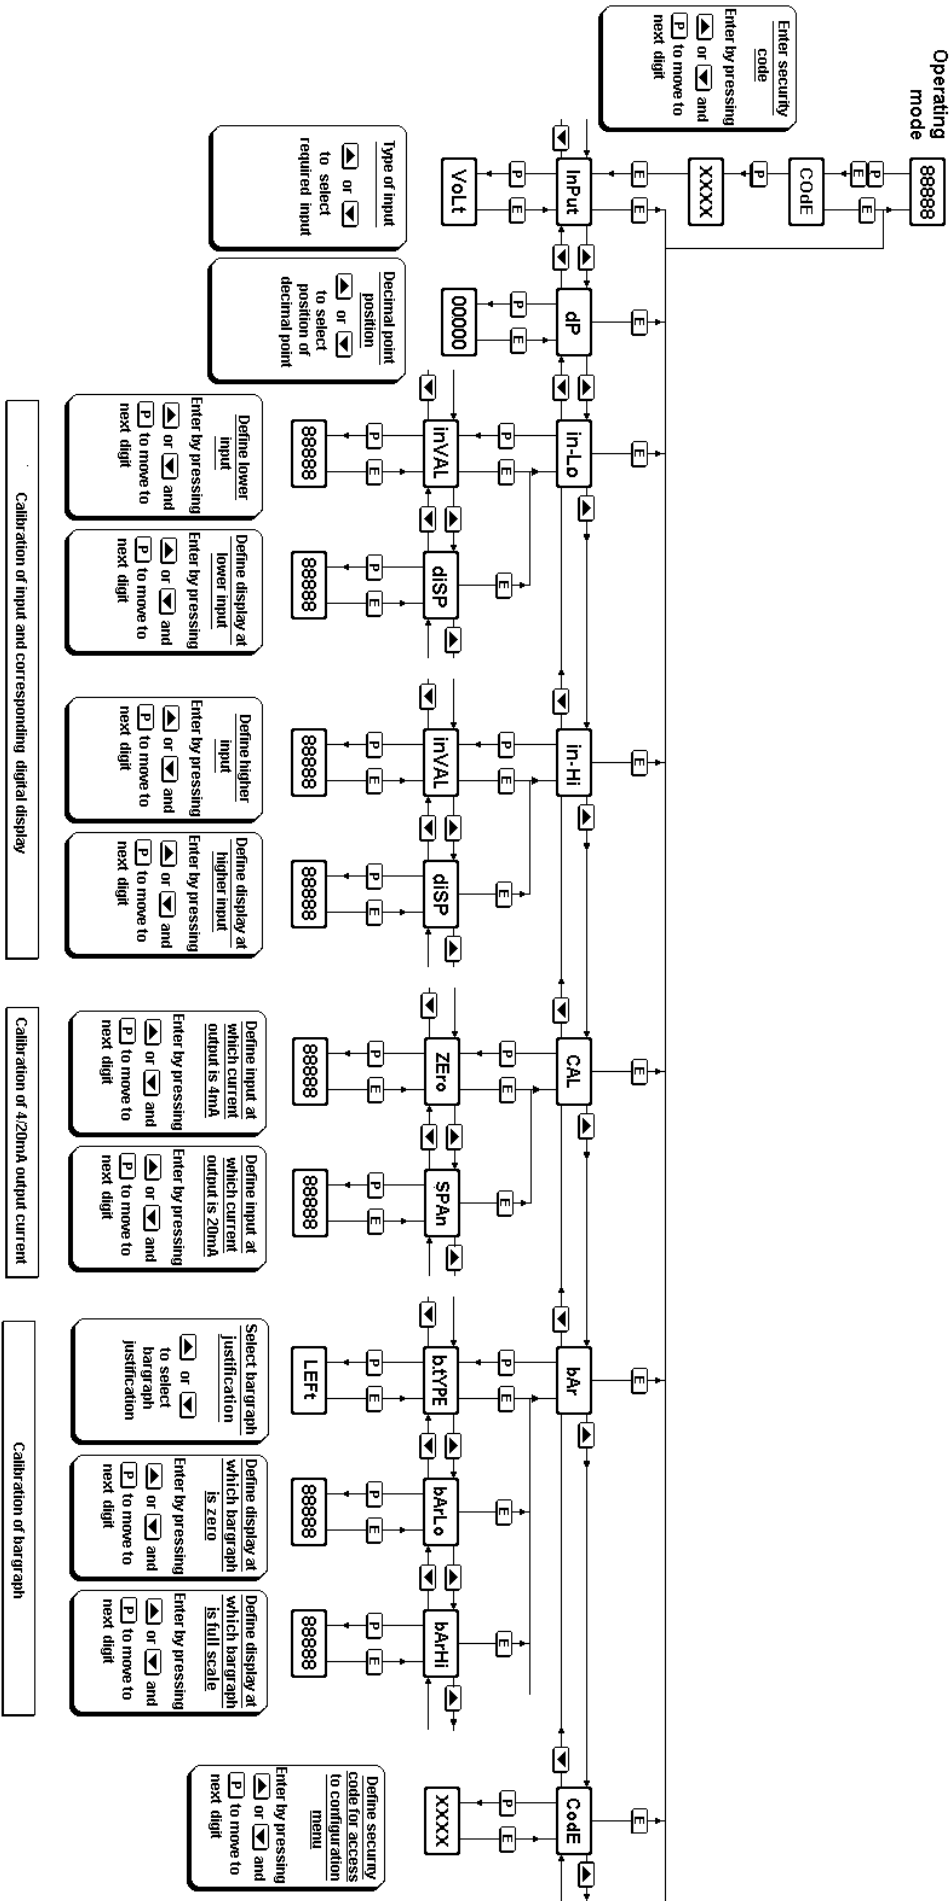 Operating
mode
88888
P
E
E
COdE
P
XXXX
E
E
Enter security
code
Enter by pressing
▲ or ▼ and
P to move to
next digit
InPut
P
E
VoLt
Type of input
▲ or ▼
to select
required input
E
dP
P
E
00000
Decimal point
position
▲ or ▼
to select
position of
decimal point
E
in-Lo
P
E
inVAL
P
E
88888
Define lower
input
Enter by pressing
▲ or ▼ and
P to move to
next digit
E
diSP
P
E
88888
Define display at
lower input
Enter by pressing
▲ or ▼ and
P to move to
next digit
E
in-Hi
P
E
inVAL
P
E
88888
Define higher
input
Enter by pressing
▲ or ▼ and
P to move to
next digit
E
diSP
P
E
88888
Define display at
higher input
Enter by pressing
▲ or ▼ and
P to move to
next digit
Calibration of input and corresponding digital display
E
CAL
P
E
ZEro
P
E
88888
Define input at
which current
output is 4mA
Enter by pressing
▲ or ▼ and
P to move to
next digit
E
SPAn
P
E
88888
Define input at
which current
output is 20mA
Enter by pressing
▲ or ▼ and
P to move to
next digit
Calibration of 4/20mA output current
E
bAr
P
E
b.tYPE
P
E
LEFt
Select bargraph
justification
▲ or ▼
to select
bargraph
justification
E
bArLo
P
E
88888
Define display at
which bargraph
is zero
Enter by pressing
▲ or ▼ and
P to move to
next digit
E
bArHi
P
E
88888
Define display at
which bargraph
is full scale
Enter by pressing
▲ or ▼ and
P to move to
next digit
Calibration of bargraph
E
CodE
P
E
XXXX
Define security
code for access
to configuration
menu
Enter by pressing
▲ or ▼ and
P to move to
next digit